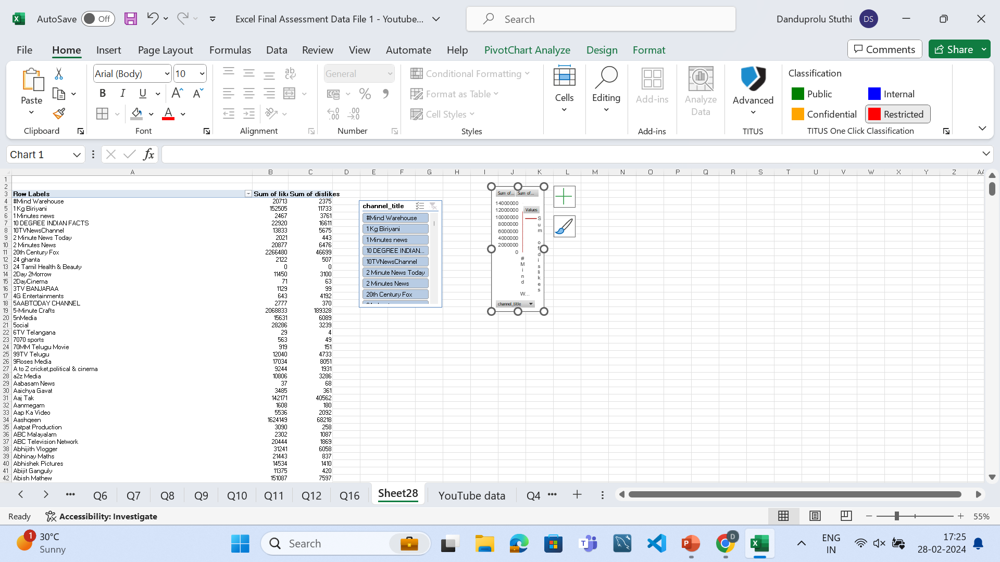 AutoSave Off Excel Final Assessment Data File 1 - Youtube... Search Danduprolu Stuthi DS
File Home Insert Page Layout Formulas Data Review View Automate Help PivotChart Analyze Design Format Comments Share
Paste
Clipboard
Arial (Body) 10
B I U A A
A
Font
ab
Alignment
General
% 9
Number
Conditional Formatting
Format as Table
Cell Styles
Styles
Cells
Editing
Add-ins
Add-ins
Analyze
Data
Advanced
TITUS
Classification
Public Internal
Confidential Restricted
TITUS One Click Classification
Chart 1 fx
A B C D E F G H I J K L M N O P Q R S T U V W X Y Z AA
1
2
3 Row Labels Sum of lik Sum of dislikes
4 #Mind Warehouse 20713 2375
5 1 Kg Biriyani 152505 11733
6 1 Minutes news 2467 3761
7 10 DEGREE INDIAN FACTS 22920 16611
8 10TVNewsChannel 13833 5675
9 2 Minute News Today 2021 443
10 2 Minutes News 20877 6476
11 20th Century Fox 2266480 46699
12 24 ghanta 2122 507
13 24 Tamil Health & Beauty 0 0
14 2Day 2Morrow 11450 3100
15 2DayCinema 71 63
16 3TV BANJARAA 1129 99
17 4G Entertainments 643 4192
18 5AABTODAY CHANNEL 2777 370
19 5-Minute Crafts 2068833 189328
20 5nMedia 15631 6089
21 5ocial 28286 3239
22 6TV Telangana 29 4
23 7070 sports 563 49
24 70MM Telugu Movie 919 151
25 99TV Telugu 12040 4733
26 9Roses Media 17034 8051
27 A to Z cricket,political & cinema 9244 1931
28 a2z Media 10806 3286
29 Aabasam News 37 68
30 Aaichya Gavat 3485 361
31 Aaj Tak 142171 40562
32 Aanmegam 1608 180
33 Aap Ka Video 5536 2092
34 Aashqeen 1624149 68218
35 Aatpat Production 3090 258
36 ABC Malayalam 2302 1087
37 ABC Television Network 20444 1869
38 Abhijith Vlogger 31241 6058
39 Abhinay Maths 21443 837
40 Abhishek Pictures 14534 1410
41 Abijit Ganguly 11375 420
42 Abish Mathew 151087 7597
channel_title
#Mind Warehouse
1 Kg Biriyani
1 Minutes news
10 DEGREE INDIAN...
10TVNewsChannel
2 Minute News Today
2 Minutes News
20th Century Fox
Sum of... Sum of...
14000000
12000000
10000000
8000000
6000000
4000000
2000000
0
Values
Sum of dislikes
#Mind W...
channel_title
Q6 Q7 Q8 Q9 Q10 Q11 Q12 Q16 Sheet28 YouTube data Q4
Ready Accessibility: Investigate 55%
1 30°C
Sunny
Search
D
ENG
IN
17:25
28-02-2024